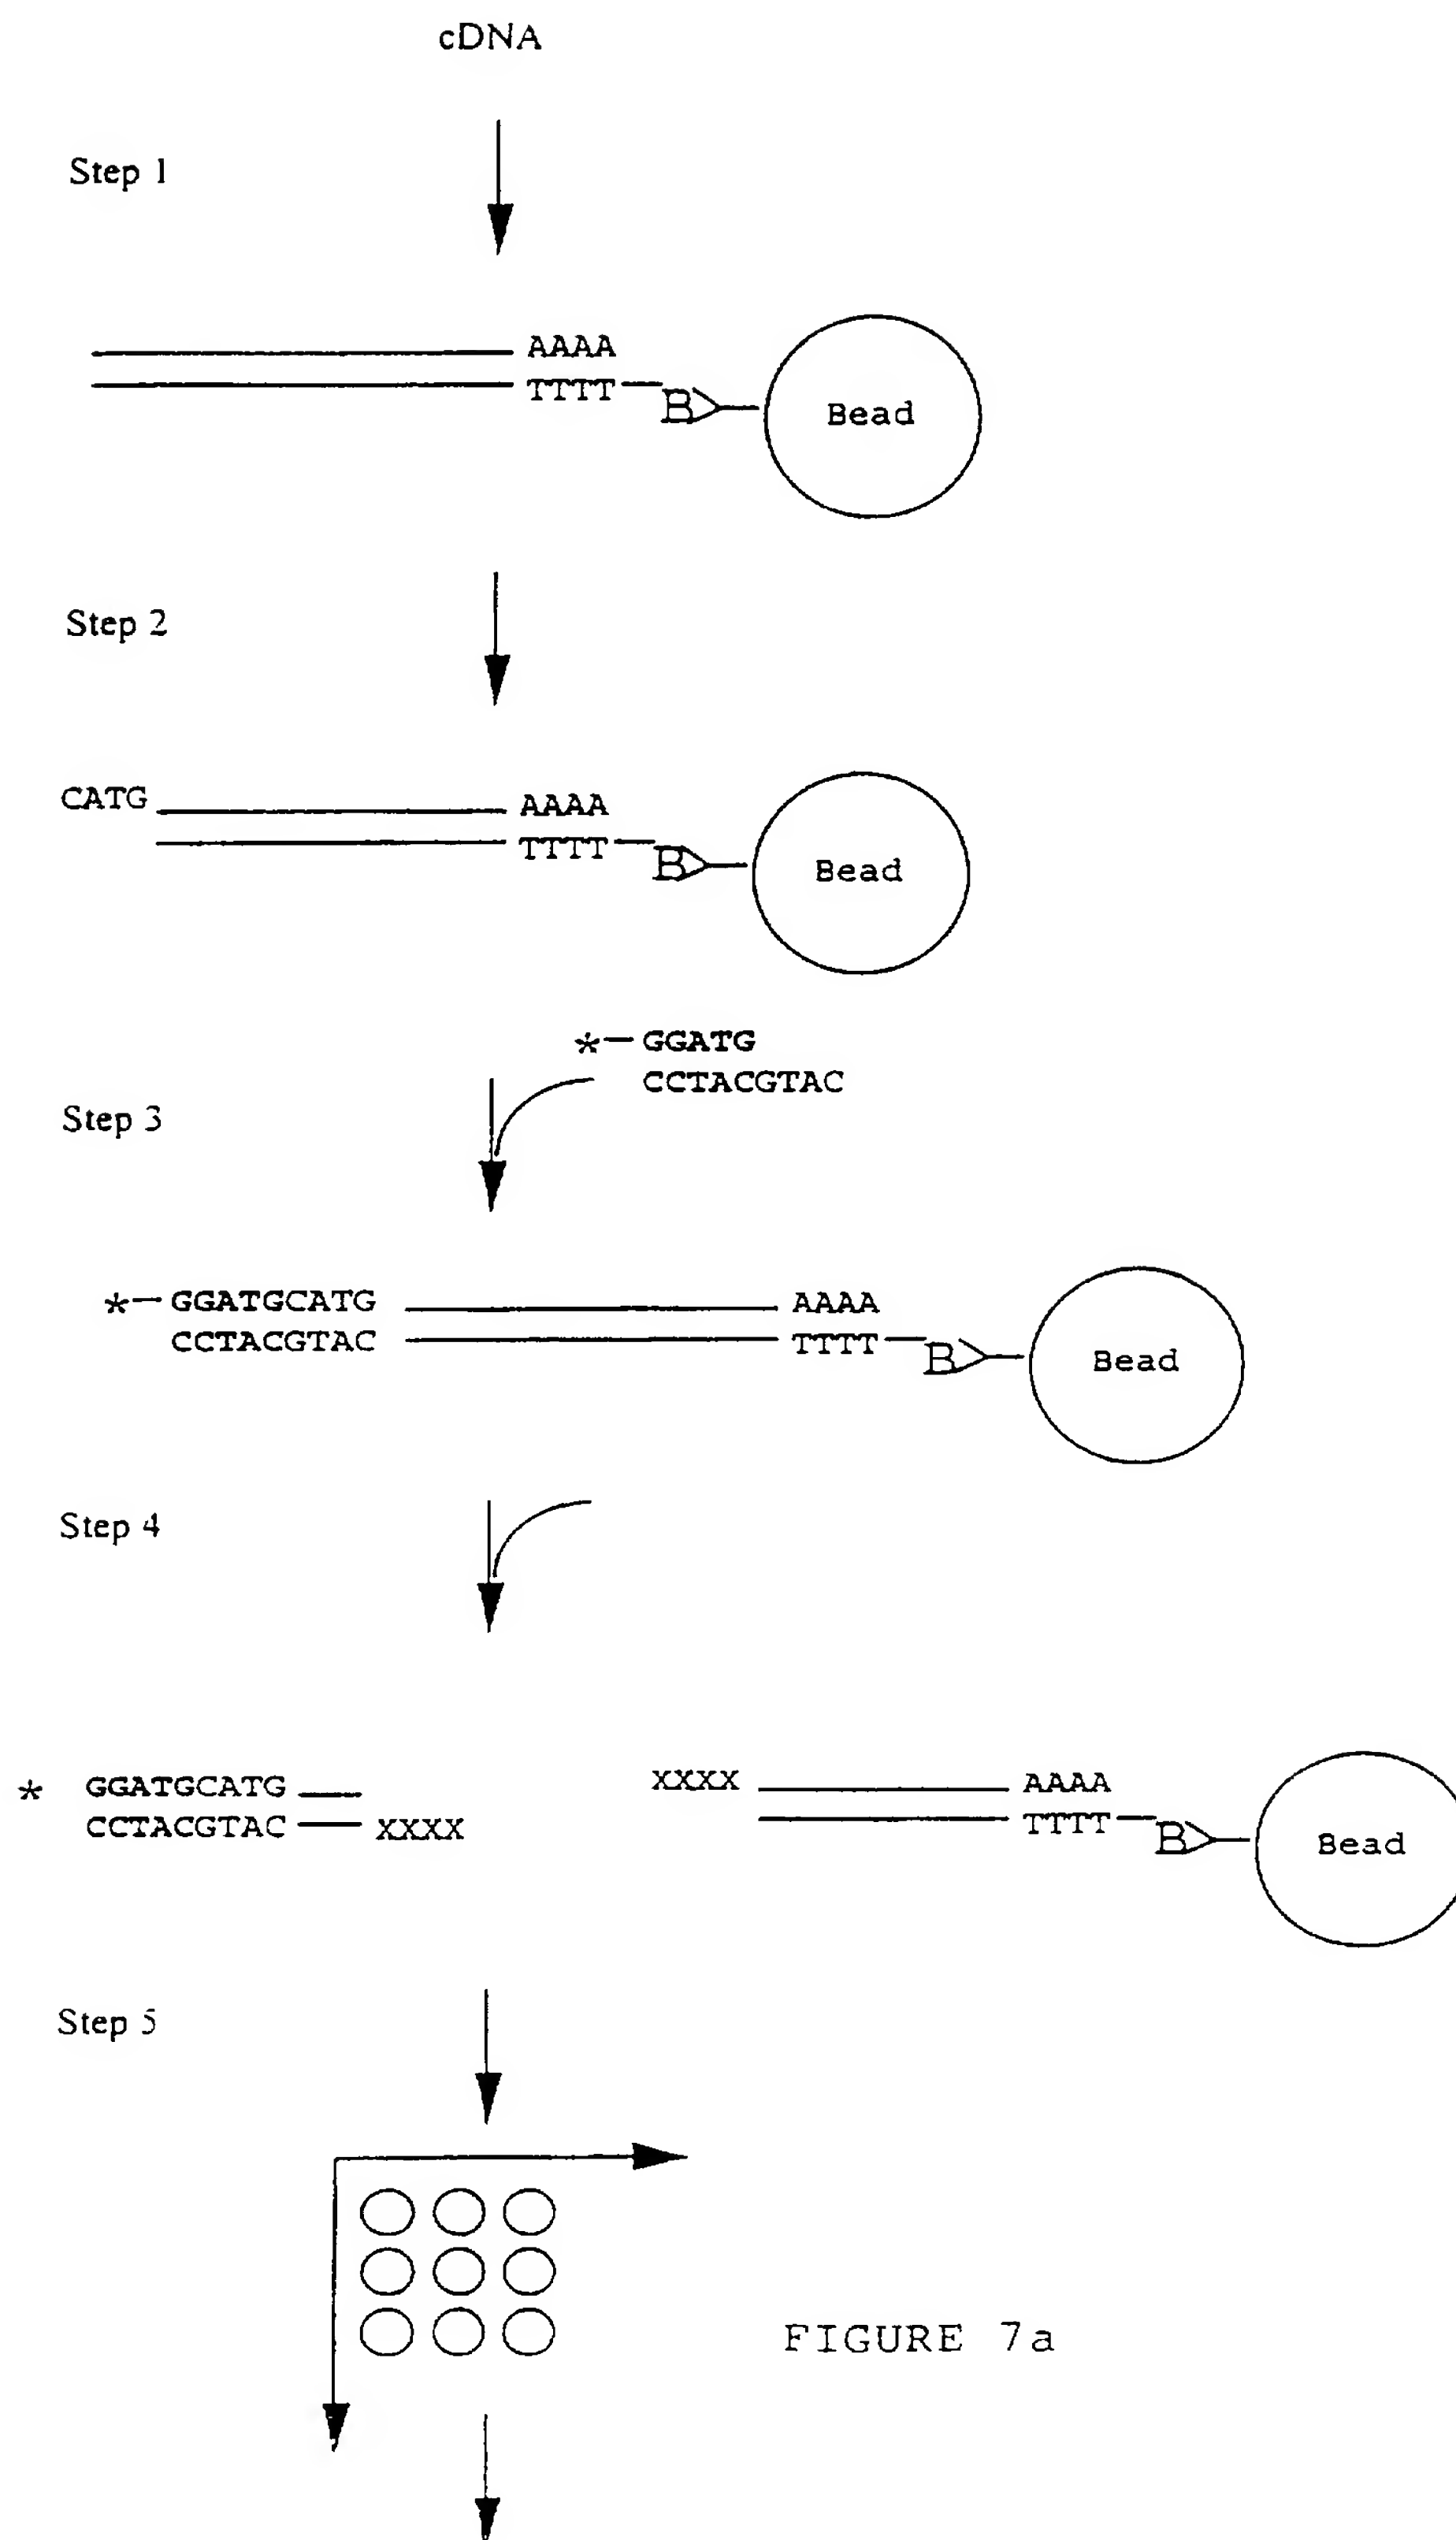 cDNA
Step 1
AAAA
TTTT
B
Bead
Step 2
CATG
AAAA
TTTT
B
Bead
*— GGATG
CCTACGTAC
Step 3
*— GGATGCATG
AAAA
CCTACGTAC
TTTT
B
Bead
Step 4
* GGATGCATG
XXXX
AAAA
CCTACGTAC
XXXX
TTTT
B
Bead
Step 5
FIGURE 7a